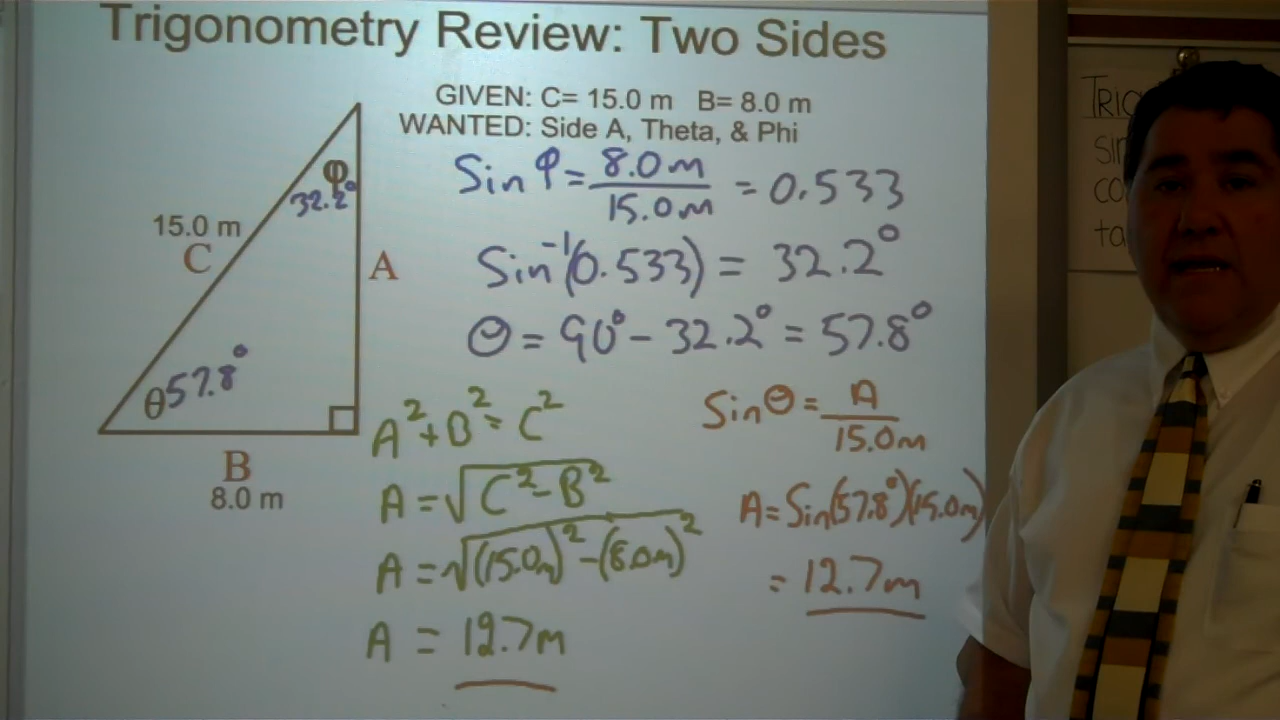 Trigonometry Review: Two Sides
GIVEN: C= 15.0 m   B= 8.0 m
WANTED: Side A, Theta, & Phi
φ
32.2°
15.0 m
C
A
θ57.8°
B
8.0 m
Sin φ = 8.0m / 15.0m = 0.533
Sin⁻¹(0.533) = 32.2°
Θ = 90° - 32.2° = 57.8°
A² + B² = C²
A = √C² - B²
A = √(15.0m)² - (8.0m)²
A = 12.7m
Sin Θ = A / 15.0m
A = Sin(57.8°)(15.0m)
= 12.7m